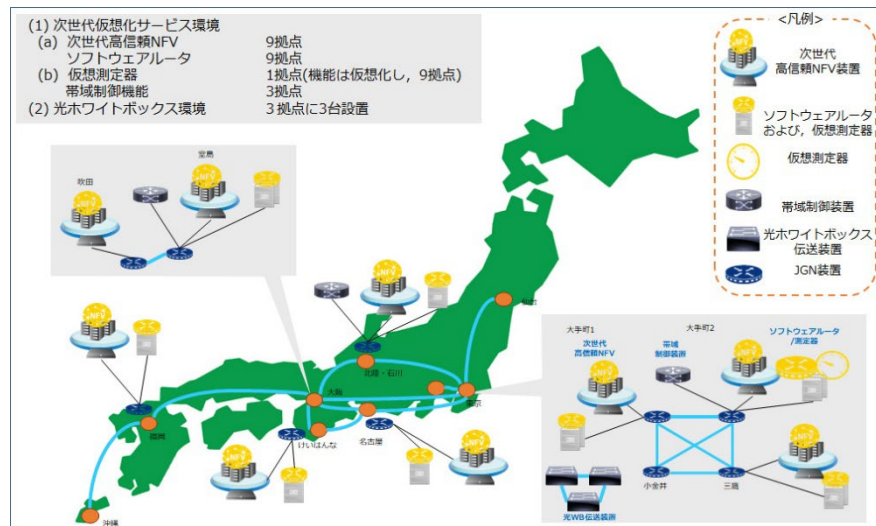 (1) 次世代仮想化サービス環境
(a) 次世代高信頼NFV 9拠点
ソフトウェアルータ 9拠点
(b) 仮想測定器 1拠点(機能は仮想化し，9拠点)
帯域制御機能 3拠点
(2) 光ホワイトボックス環境 3拠点に3台設置
<凡例>
NFV
次世代
高信頼NFV装置
ソフトウェアルータ
および，仮想測定器
仮想測定器
帯域制御装置
光ホワイトボックス
伝送装置
JGN装置
吹田
NFV
堂島
NFV
NFV
NFV
北陸・石川
大阪
東京
福岡
けいはんな
名古屋
沖縄
NFV
NFV
大手町1
次世代
高信頼NFV
NFV
帯域
制御装置
大手町2
NFV
ソフトウェアルータ
/測定器
小金井
三鷹
NFV
光WB伝送装置